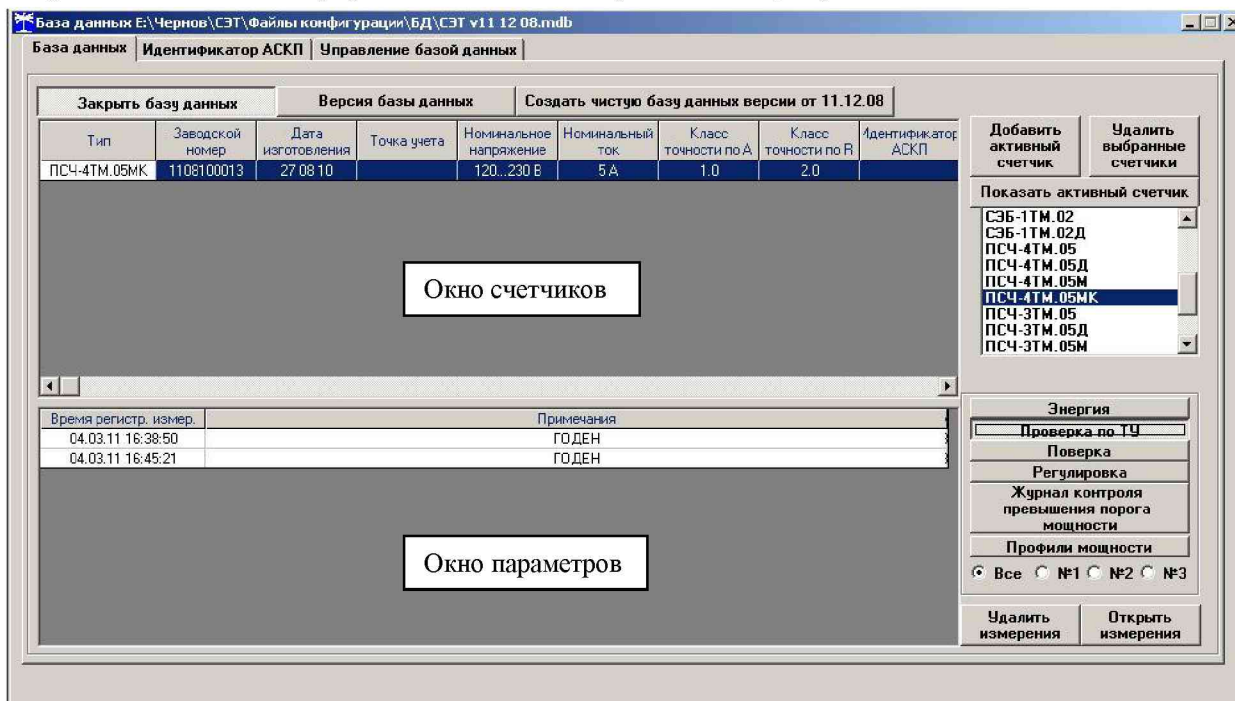 База данных E:\Чернов\СЭТ\Файлы конфигурации\БД\СЭТ v11 12 08.mdb
База данных Идентификатор АСКП Управление базой данных
Закрыть базу данных Версия базы данных Создать чистую базу данных версии от 11.12.08
Тип Заводской номер Дата изготовления Точка учета Номинальное напряжение Номинальный ток Класс точности по А Класс точности по R Идентификатор АСКП
ПСЧ-4ТМ.05МК 1108100013 27 08 10 120...230 В 5 А 1.0 2.0
Окно счетчиков
Добавить активный счетчик
Удалить выбранные счетчики
Показать активный счетчик
СЭБ-1ТМ.02
СЭБ-1ТМ.02Д
ПСЧ-4ТМ.05
ПСЧ-4ТМ.05Д
ПСЧ-4ТМ.05М
ПСЧ-4ТМ.05МК
ПСЧ-3ТМ.05
ПСЧ-3ТМ.05Д
ПСЧ-3ТМ.05М
Время регистр. измер. Примечания
04.03.11 16:38:50 ГОДЕН
04.03.11 16:45:21 ГОДЕН
Окно параметров
Энергия
Проверка по ТУ
Поверка
Регулировка
Журнал контроля
превышения порога
мощности
Профили мощности
Все №1 №2 №3
Удалить измерения
Открыть измерения